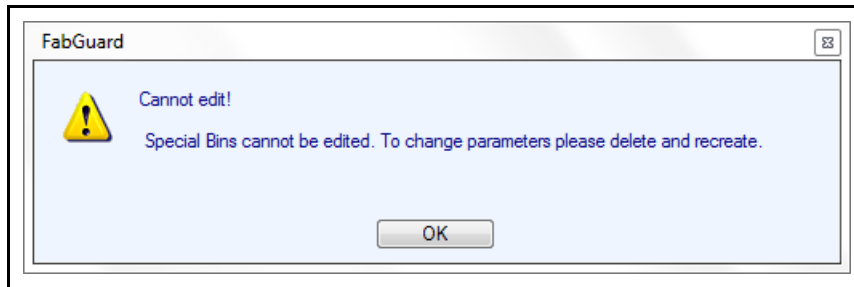 FabGuard
Cannot edit!
Special Bins cannot be edited. To change parameters please delete and recreate.
OK